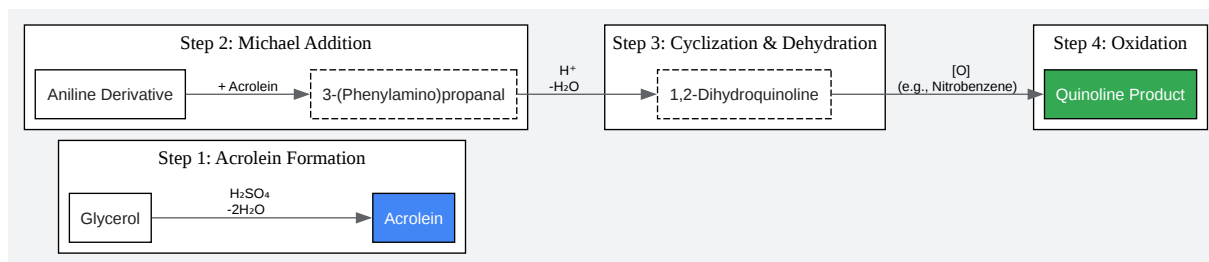 Step 2: Michael Addition
Aniline Derivative
+ Acrolein
3-(Phenylamino)propanal
H⁺
-H₂O
Step 3: Cyclization & Dehydration
1,2-Dihydroquinoline
[O]
(e.g., Nitrobenzene)
Step 4: Oxidation
Quinoline Product
Step 1: Acrolein Formation
Glycerol
H₂SO₄
-2H₂O
Acrolein